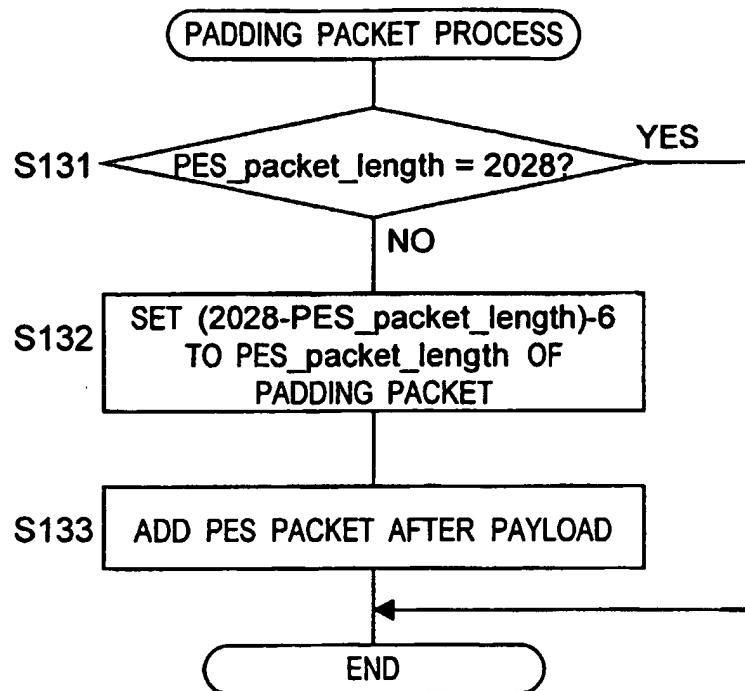 PADDING PACKET PROCESS
YES
S131
PES_packet_length = 2028?
NO
S132
SET (2028-PES_packet_length)-6
TO PES_packet_length OF
PADDING PACKET
S133
ADD PES PACKET AFTER PAYLOAD
END